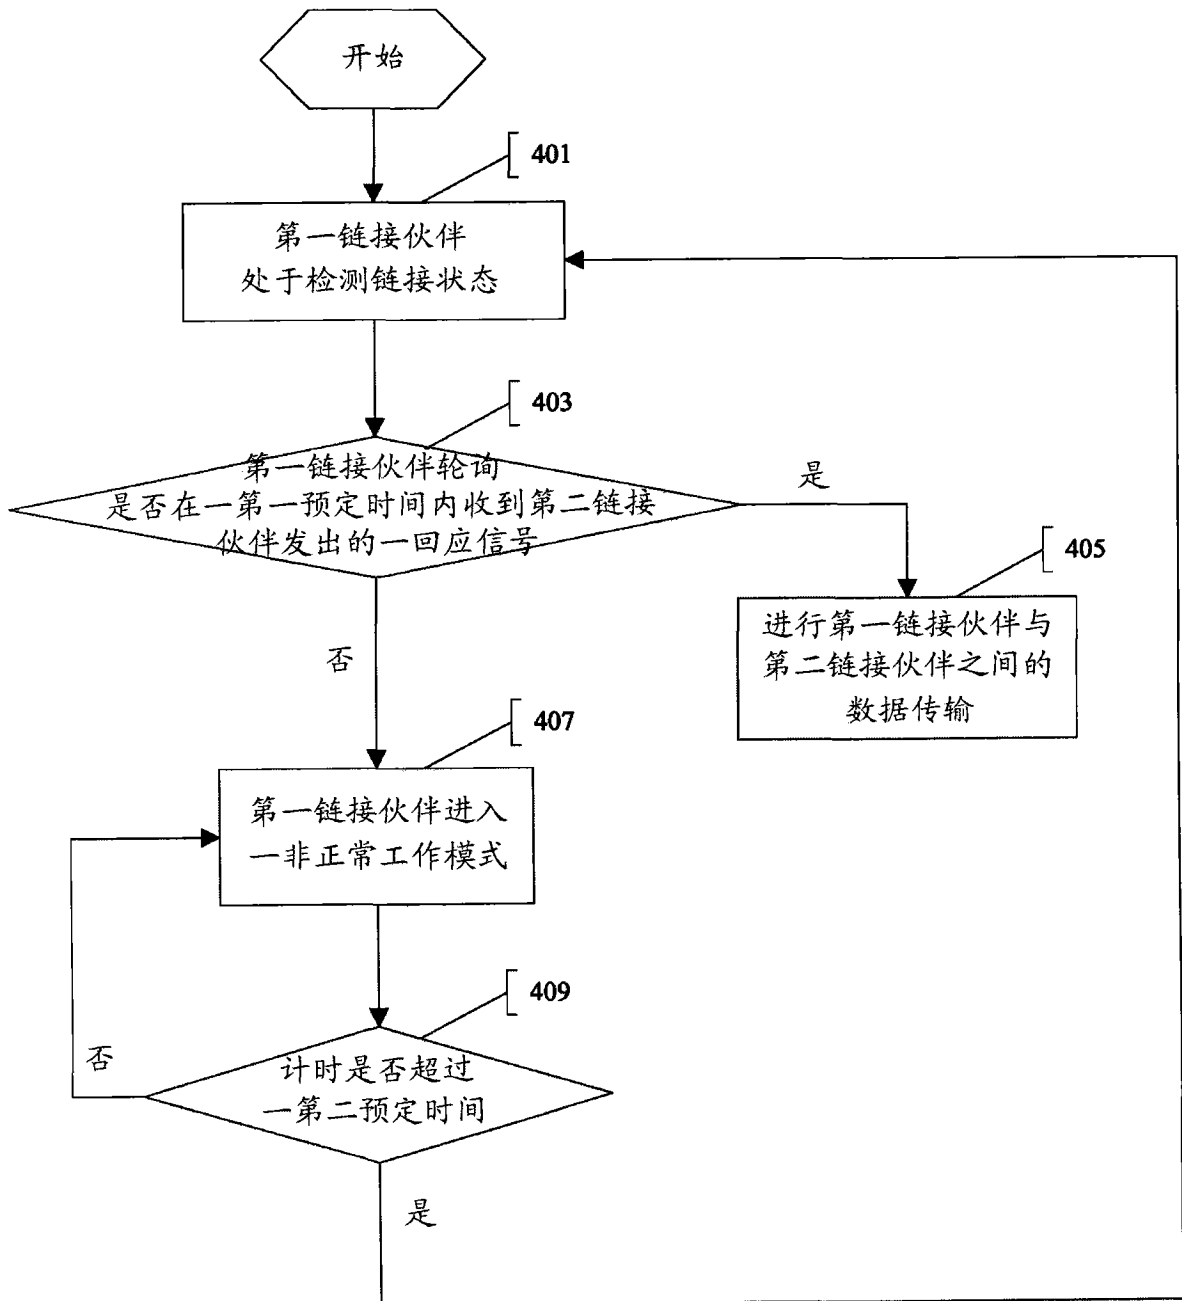 开始
401
第一链接伙伴
处于检测链接状态
403
第一链接伙伴轮询
是否在一第一预定时间内收到第二链接
伙伴发出的一回应信号
是
405
进行第一链接伙伴与
第二链接伙伴之间的
数据传输
否
407
第一链接伙伴进入
一非正常工作模式
409
计时是否超过
一第二预定时间
否
是